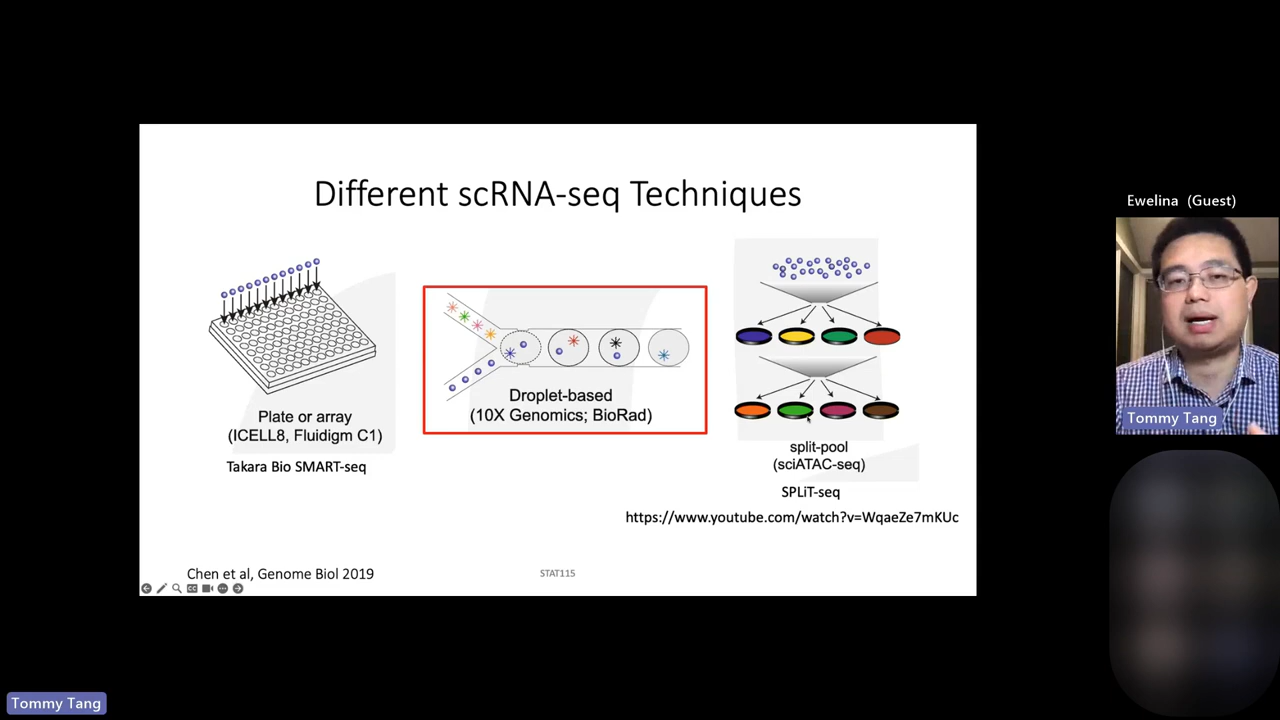 Different scRNA-seq Techniques
Plate or array
(ICELL8, Fluidigm C1)
Takara Bio SMART-seq
Droplet-based
(10X Genomics; BioRad)
split-pool
(sciATAC-seq)
SPLiT-seq
https://www.youtube.com/watch?v=WqaeZe7mKUc
Chen et al, Genome Biol 2019
STAT115
Ewelina (Guest)
Tommy Tang
Tommy Tang